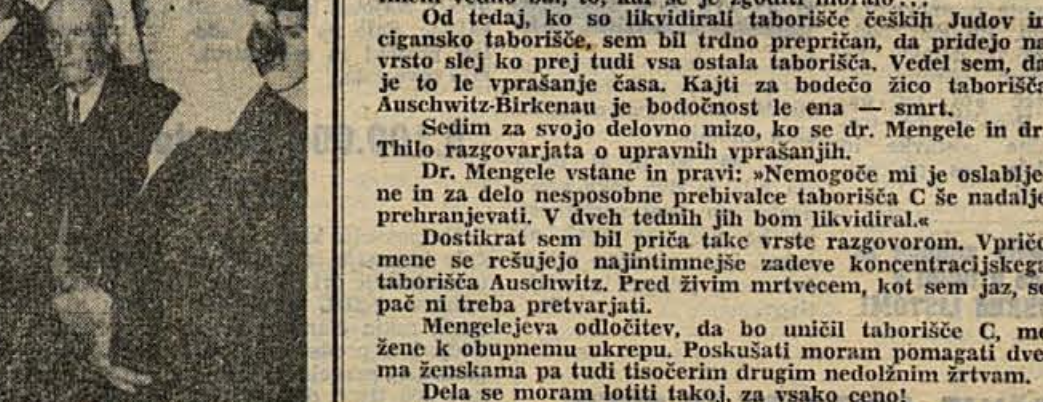 Od tedaj, ko so likvidirali taborišče čeških Judov in
cigansko taborišče, sem bil trdno prepričan, da pridejo na
vrsto slej ko prej tudi vsa ostala taborišča. Vedel sem, da
je to le vprašanje časa. Kajti za bodečo žico taborišča
Auschwitz-Birkenau je bodočnost le ena — smrt.
Sedim za svojo delovno mizo, ko se dr. Mengele in dr.
Thilo razgovarjata o upravnih vprašanjih.
Dr. Mengele vstane in pravi: »Nemogoče mi je oslablje-
ne in za delo nesposobne prebivalce taborišča C še nadalje
prehranjevati. V dveh tednih jih bom likvidiral.«
Dostikrat sem bil priča take vrste razgovorom. Vpričo
mene se rešujejo najintimnejše zadeve koncentracijskega
taborišča Auschwitz. Pred živim mrtvecem, kot sem jaz, se
pač ni treba pretvarjati.
Mengelejeva odločitev, da bo uničil taborišče C, me
žene k obupnemu ukrepu. Poskušati moram pomagati dve-
ma ženskama pa tudi tisočerim drugim nedolžnim žrtvam.
Dela se moram lotiti takoj, za vsako ceno!